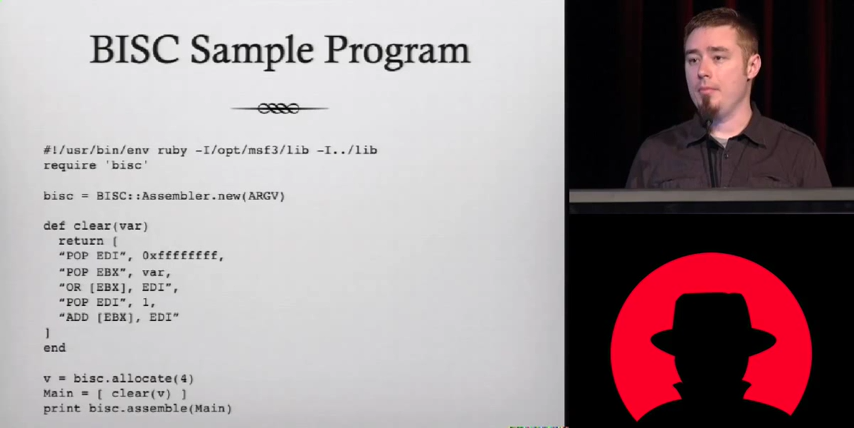 BISC Sample Program
#!/usr/bin/env ruby -I/opt/msf3/lib -I../lib
require 'bisc'
bisc = BISC::Assembler.new(ARGV)
def clear(var)
return [
“POP EDI”, 0xffffffff,
“POP EBX”, var,
“OR [EBX], EDI”,
“POP EDI”, 1,
“ADD [EBX], EDI”
]
end
v = bisc.allocate(4)
Main = [ clear(v) ]
print bisc.assemble(Main)